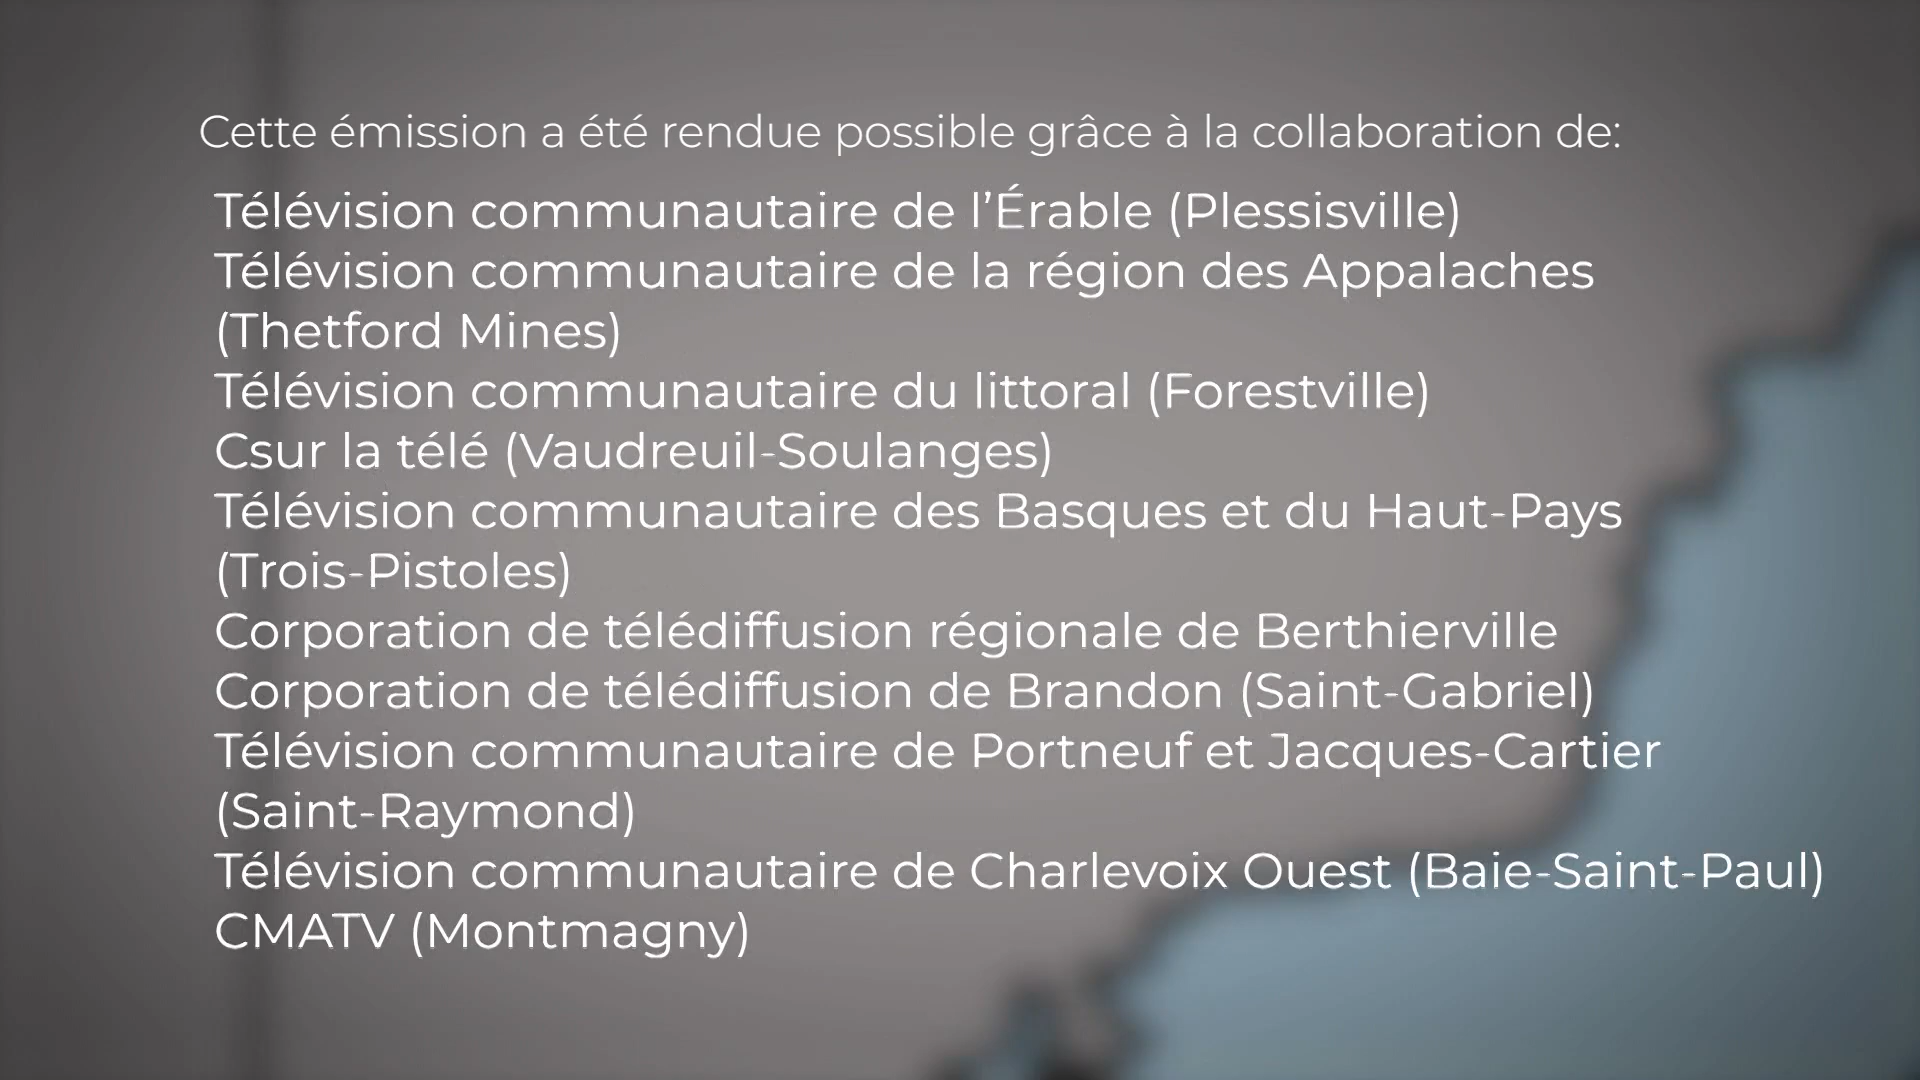 Cette émission a été rendue possible grâce à la collaboration de:
Télévision communautaire de l’Érable (Plessisville)
Télévision communautaire de la région des Appalaches
(Thetford Mines)
Télévision communautaire du littoral (Forestville)
Csur la télé (Vaudreuil-Soulanges)
Télévision communautaire des Basques et du Haut-Pays
(Trois-Pistoles)
Corporation de télédiffusion régionale de Berthierville
Corporation de télédiffusion de Brandon (Saint-Gabriel)
Télévision communautaire de Portneuf et Jacques-Cartier
(Saint-Raymond)
Télévision communautaire de Charlevoix Ouest (Baie-Saint-Paul)
CMATV (Montmagny)